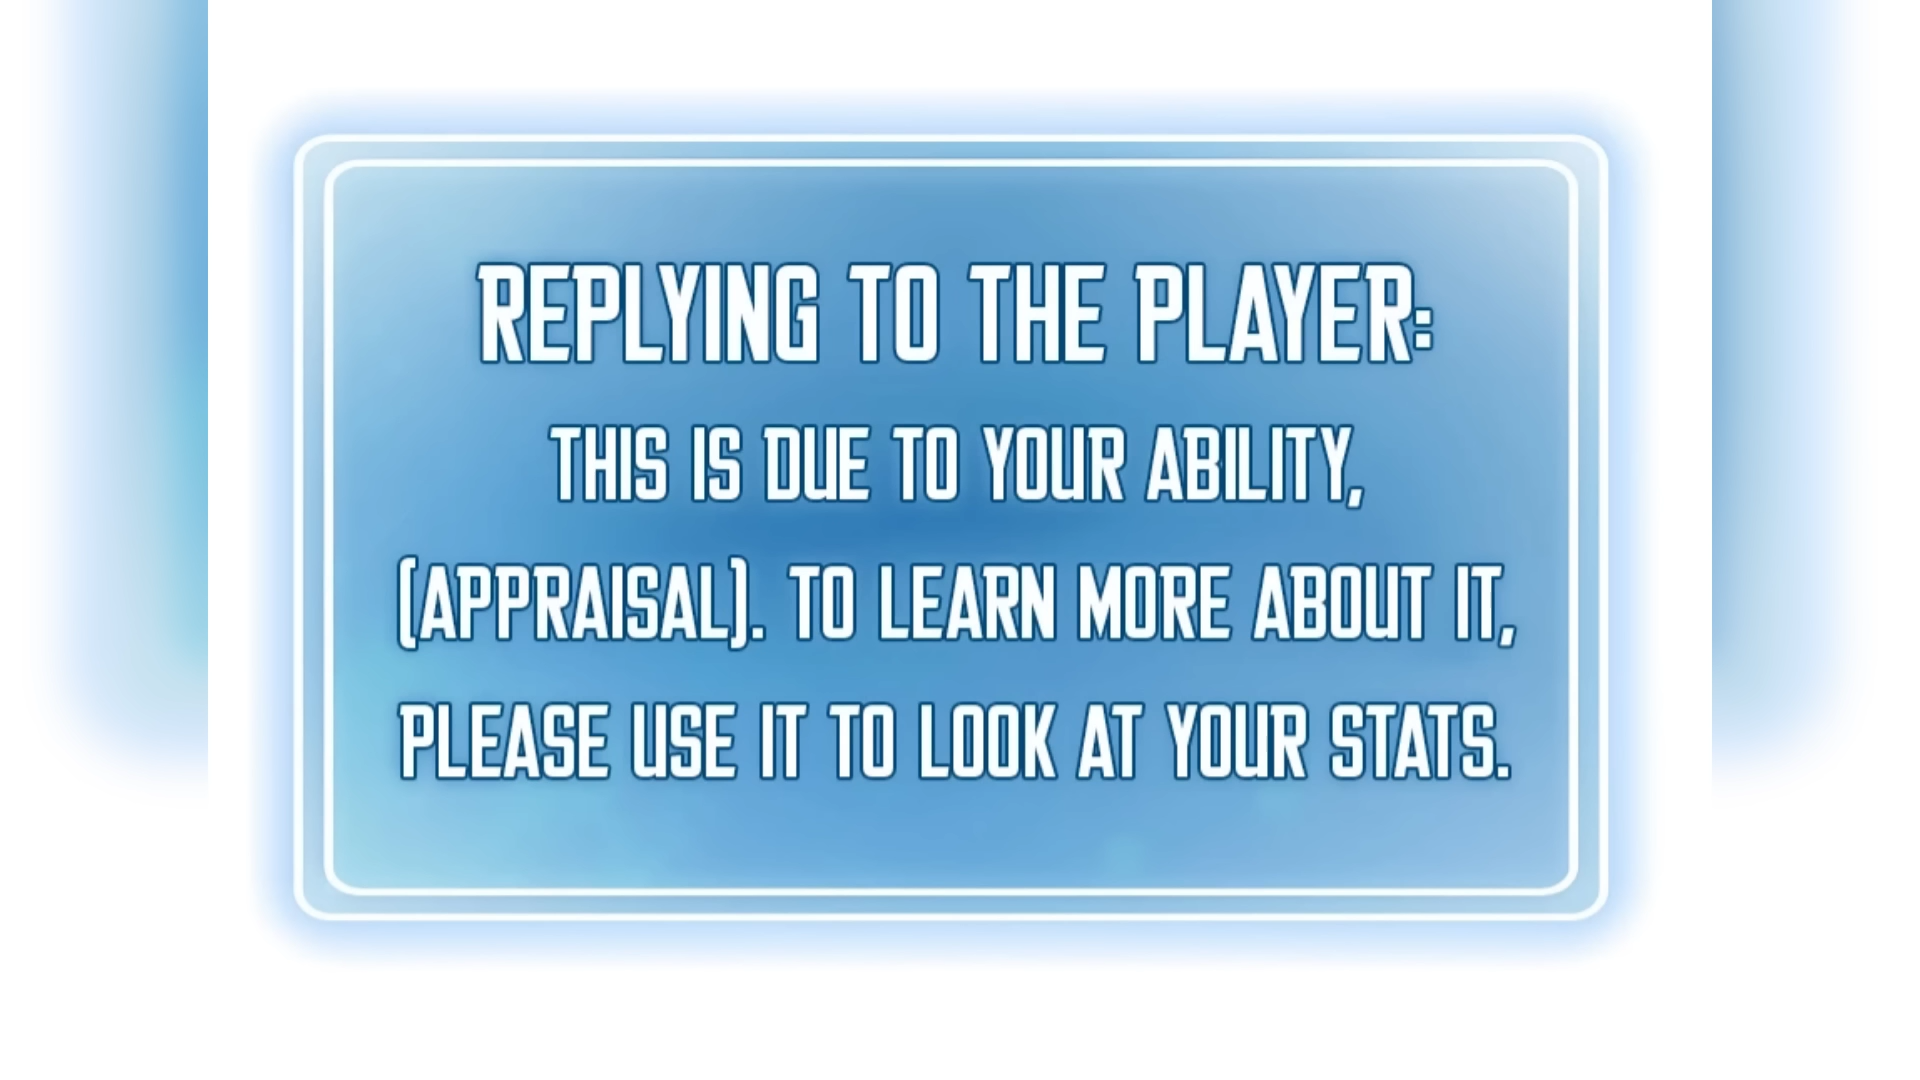 REPLYING TO THE PLAYER:
THIS IS DUE TO YOUR ABILITY,
(APPRAISAL). TO LEARN MORE ABOUT IT,
PLEASE USE IT TO LOOK AT YOUR STATS.